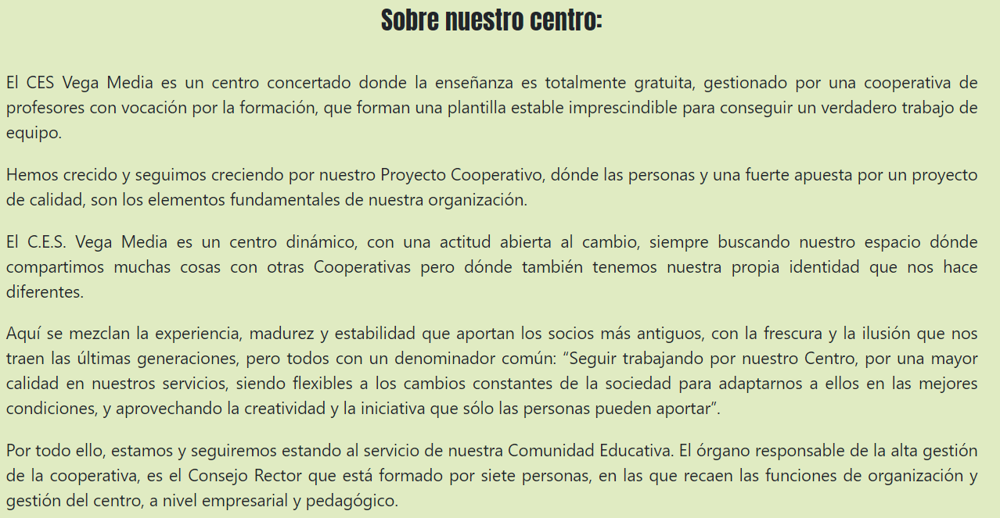 Sobre nuestro centro:
El CES Vega Media es un centro concertado donde la enseñanza es totalmente gratuita, gestionado por una cooperativa de
profesores con vocación por la formación, que forman una plantilla estable imprescindible para conseguir un verdadero trabajo de
equipo.
Hemos crecido y seguimos creciendo por nuestro Proyecto Cooperativo, dónde las personas y una fuerte apuesta por un proyecto
de calidad, son los elementos fundamentales de nuestra organización.
El C.E.S. Vega Media es un centro dinámico, con una actitud abierta al cambio, siempre buscando nuestro espacio dónde
compartimos muchas cosas con otras Cooperativas pero dónde también tenemos nuestra propia identidad que nos hace
diferentes.
Aquí se mezclan la experiencia, madurez y estabilidad que aportan los socios más antiguos, con la frescura y la ilusión que nos
traen las últimas generaciones, pero todos con un denominador común: “Seguir trabajando por nuestro Centro, por una mayor
calidad en nuestros servicios, siendo flexibles a los cambios constantes de la sociedad para adaptarnos a ellos en las mejores
condiciones, y aprovechando la creatividad y la iniciativa que sólo las personas pueden aportar”.
Por todo ello, estamos y seguiremos estando al servicio de nuestra Comunidad Educativa. El órgano responsable de la alta gestión
de la cooperativa, es el Consejo Rector que está formado por siete personas, en las que recaen las funciones de organización y
gestión del centro, a nivel empresarial y pedagógico.